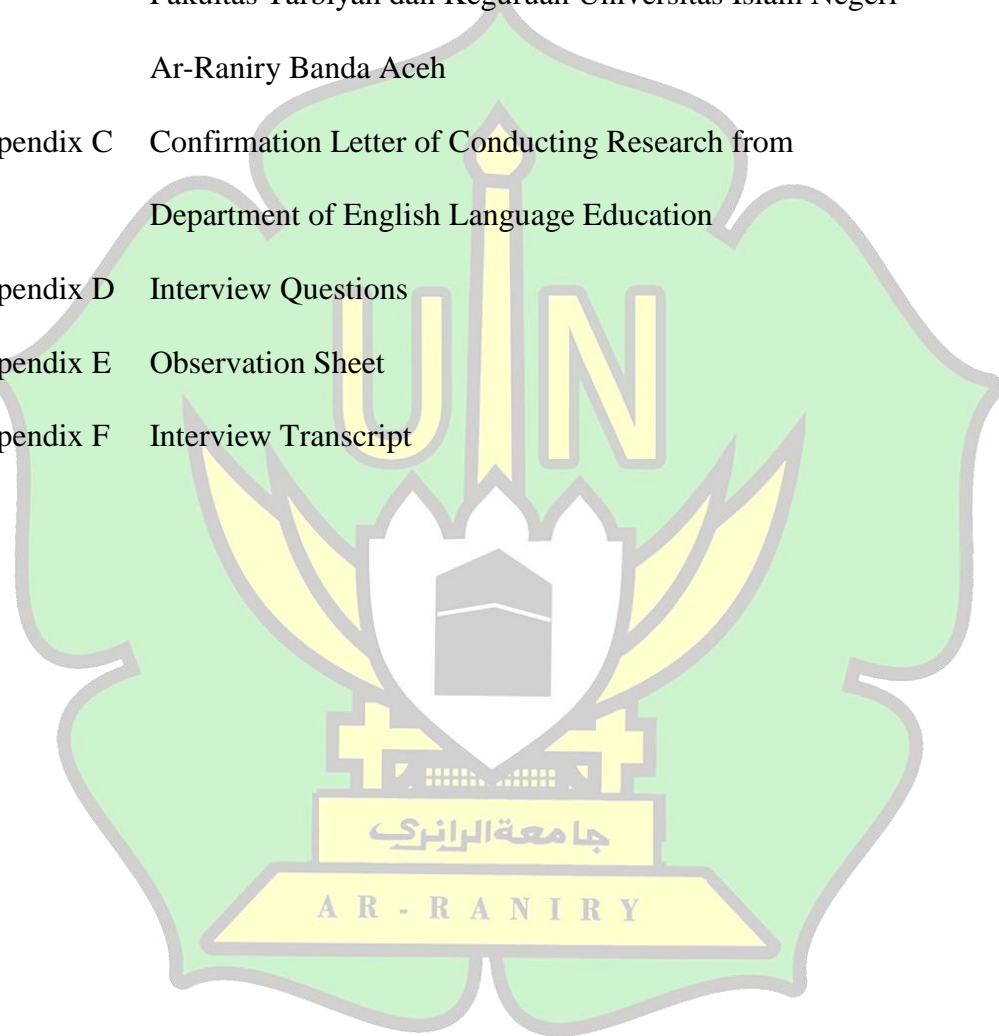 Fakultas Tarbiyah dan Keguruan Universitas Islam Negeri
Ar-Raniry Banda Aceh
pendix C Confirmation Letter of Conducting Research from
Department of English Language Education
pendix D Interview Questions
pendix E Observation Sheet
pendix F Interview Transcript
UIN
جامعة الرانري
AR-RANIRY